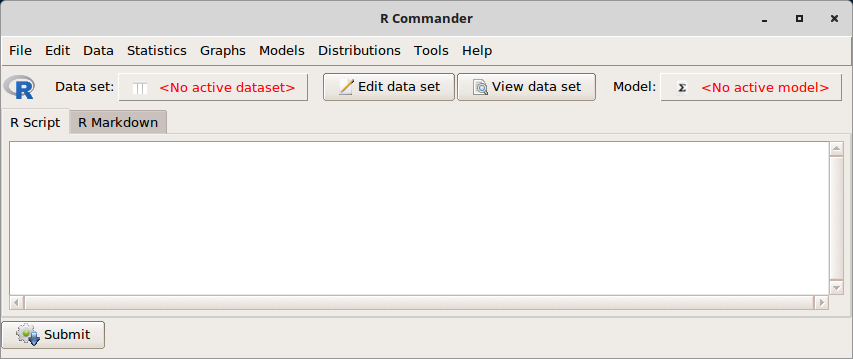 R Commander
File Edit Data Statistics Graphs Models Distributions Tools Help
R Data set: <No active dataset> Edit data set View data set Model: Σ <No active model>
R Script R Markdown
Submit